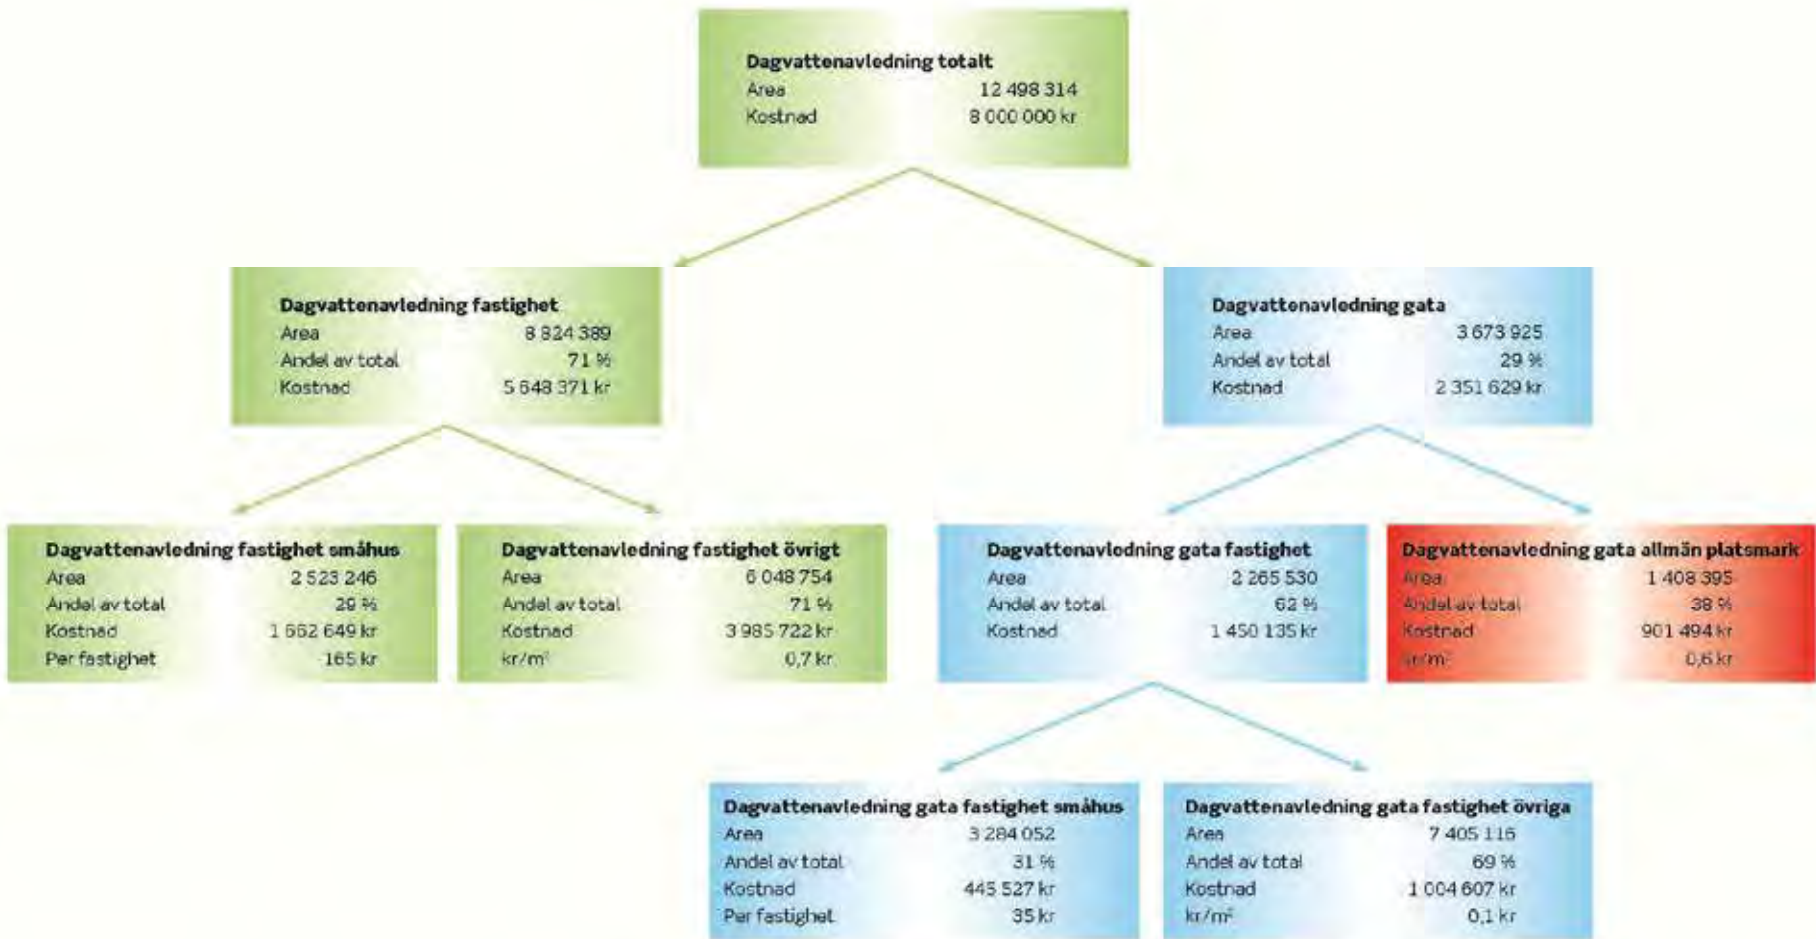 Dagvattenavledning totalt
Area 12 498 314
Kostnad 8 000 000 kr
Dagvattenavledning fastighet
Area 8 824 389
Andel av total 71 %
Kostnad 5 648 371 kr
Dagvattenavledning gata
Area 3 673 925
Andel av total 29 %
Kostnad 2 351 629 kr
Dagvattenavledning fastighet småhus
Area 2 523 246
Andel av total 29 %
Kostnad 1 662 649 kr
Per fastighet 165 kr
Dagvattenavledning fastighet övrigt
Area 6 048 754
Andel av total 71 %
Kostnad 3 985 722 kr
kr/m² 0,7 kr
Dagvattenavledning gata fastighet
Area 2 265 530
Andel av total 62 %
Kostnad 1 450 135 kr
Dagvattenavledning gata allmän platsmark
Area 1 408 395
Andel av total 38 %
Kostnad 901 494 kr
kr/m² 0,6 kr
Dagvattenavledning gata fastighet småhus
Area 3 284 052
Andel av total 31 %
Kostnad 445 527 kr
Per fastighet 35 kr
Dagvattenavledning gata fastighet övriga
Area 7 405 116
Andel av total 69 %
Kostnad 1 004 607 kr
kr/m² 0,1 kr